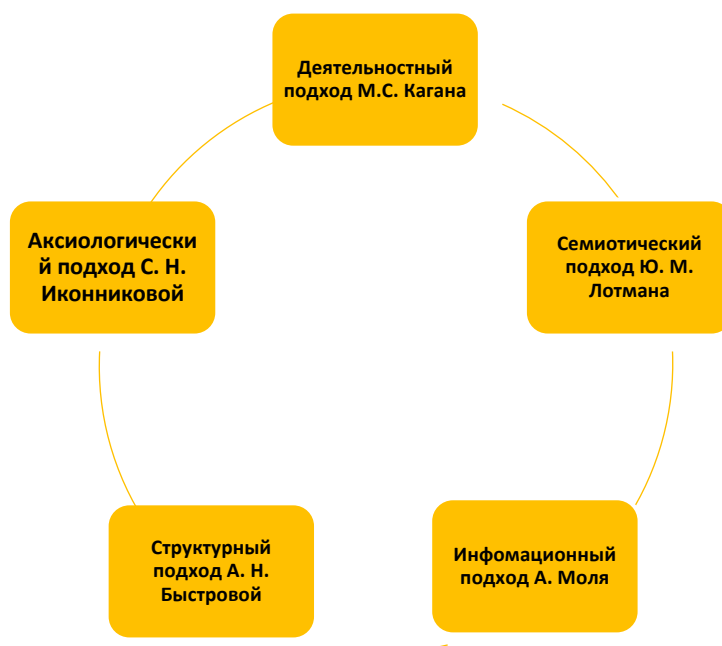 Деятельностный
подход М.С. Кагана
Аксиологически
й подход С. Н.
Иконниковой
Семиотический
подход Ю. М.
Лотмана
Структурный
подход А. Н.
Быстровой
Инфомационный
подход А. Моля